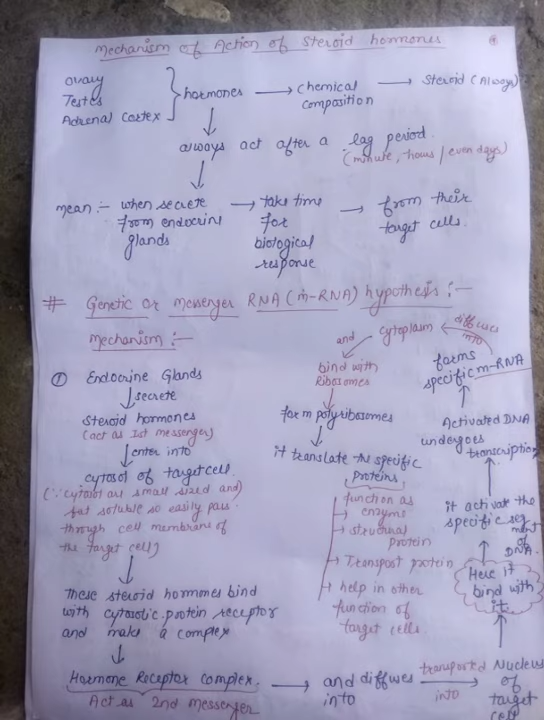 Mechanism of Action of Steroid hormones
ovary
Testes
Adrenal Cortex
hormones → chemical composition → Steroid (Always)
always act after a lag period.
(minute, hours / even days)
mean :- when secrete from endocrine glands → take time for biological response → from their target cells.
# Genetic or messenger RNA (m-RNA) hypothesis :-
Mechanism :-
① Endocrine Glands
↓ secrete
Steroid hormones
(act as Ist messenger)
↓ enter into
cytosol of target cell.
(∵ cytosol are small sized and)
fat soluble so easily pass
through cell membrane of
the target cell)
↓
These steroid hormones bind
with cytosolic protein receptor
and make a complex
↓
Hormone Receptor complex.
Act as 2nd messenger
→ and diffuses into
transported into →
Nucleus
of
target
cell
Here it
bind with
it.
it activate the
specific segment
of
DNA.
Activated DNA
undergoes
transcription
forms
specific m-RNA
diffuses
into
cytoplasm
and
bind with
Ribosomes
form polyribosomes
↓
it translate the specific
proteins
function as
enzyme
→ structural
protein
→ Transpost protein
→ help in other
function of
target cells.